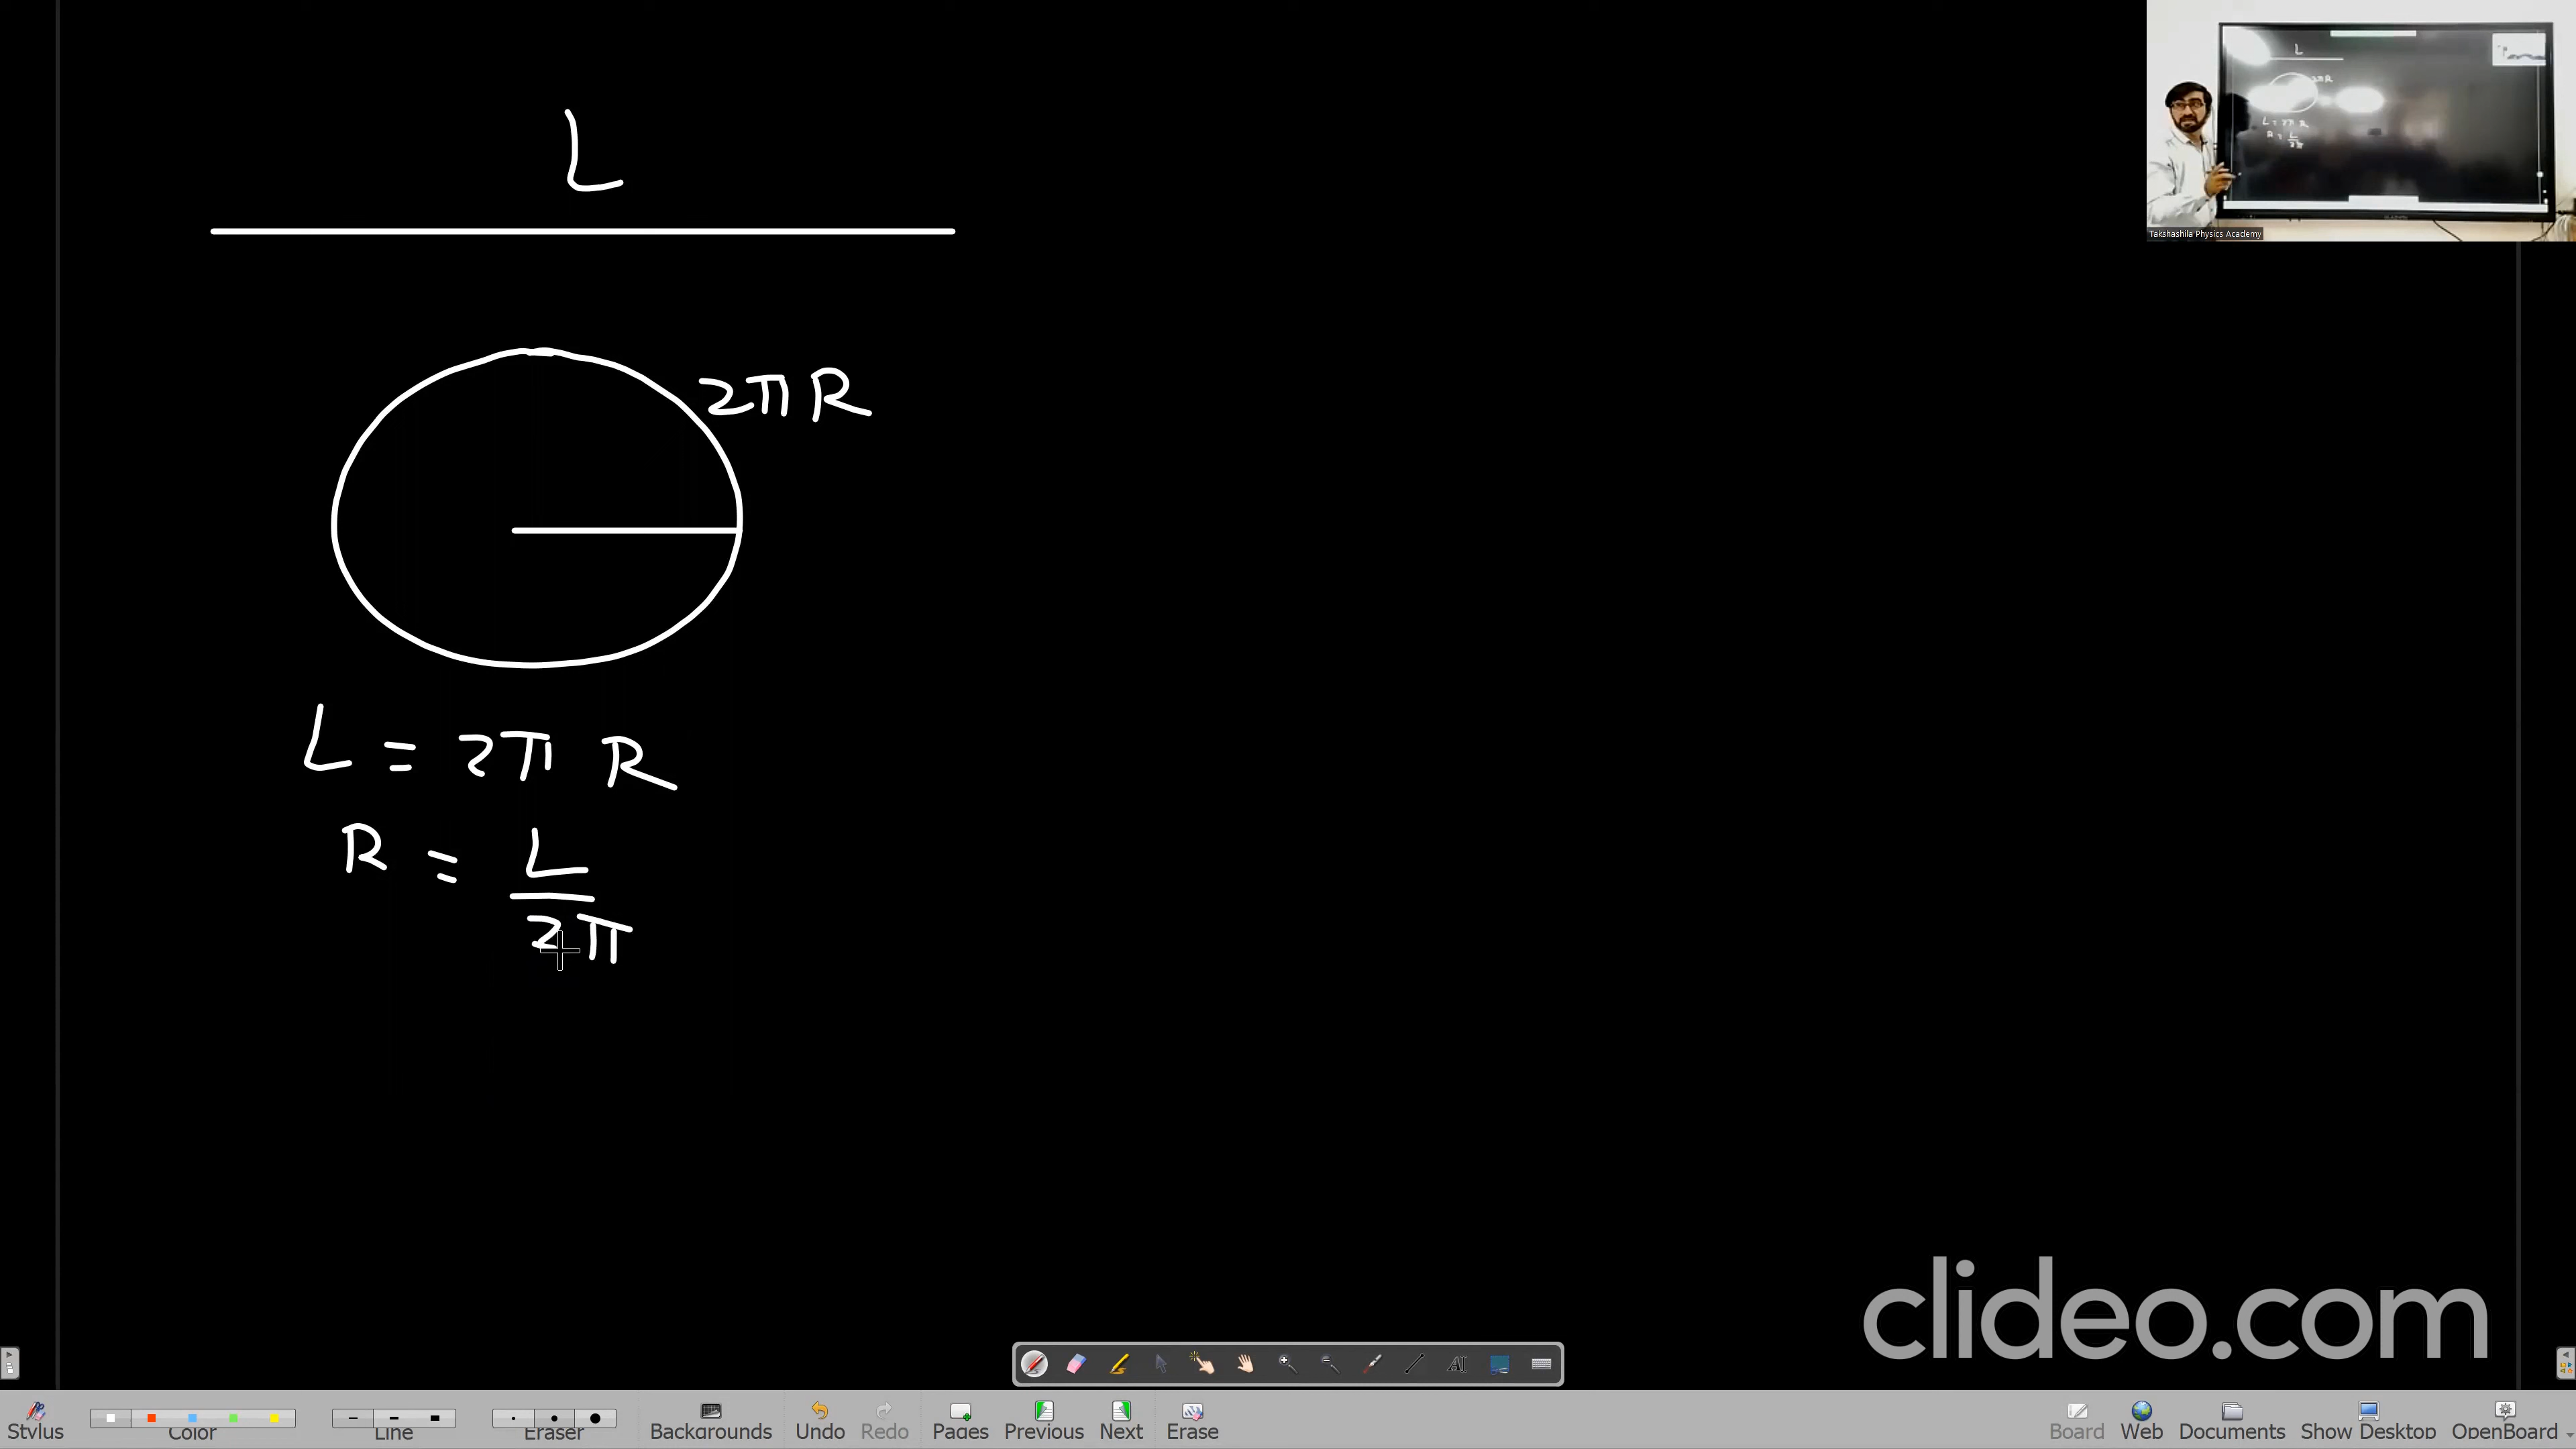 L
2π R
L = 2π R
R = L / 2π
Takshashila Physics Academy
clideo.com
Stylus
Color
Line
Eraser
Backgrounds
Undo
Redo
Pages
Previous
Next
Erase
Board
Web
Documents
Show Desktop
OpenBoard